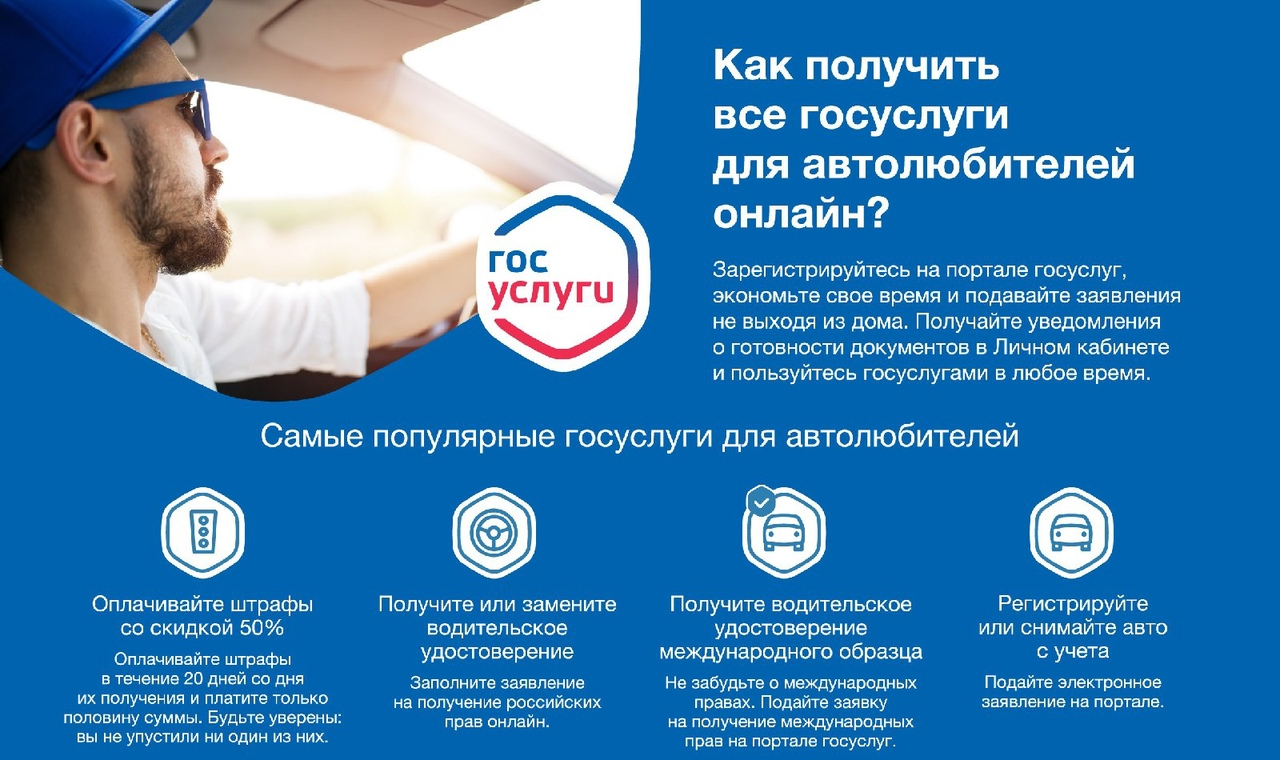 Как получить
все госуслуги
для автолюбителей
онлайн?
Зарегистрируйтесь на портале госуслуг,
экономьте свое время и подавайте заявления
не выходя из дома. Получайте уведомления
о готовности документов в Личном кабинете
и пользуйтесь госуслугами в любое время.
гос
услуги
Самые популярные госуслуги для автолюбителей
Оплачивайте штрафы
со скидкой 50%
Оплачивайте штрафы
в течение 20 дней со дня
их получения и платите только
половину суммы. Будьте уверены:
вы не упустили ни один из них.
Получите или замените
водительское
удостоверение
Заполните заявление
на получение российских
прав онлайн.
Получите водительское
удостоверение
международного образца
Не забудьте о международных
правах. Подайте заявку
на получение международных
прав на портале госуслуг.
Регистрируйте
или снимайте авто
с учета
Подайте электронное
заявление на портале.